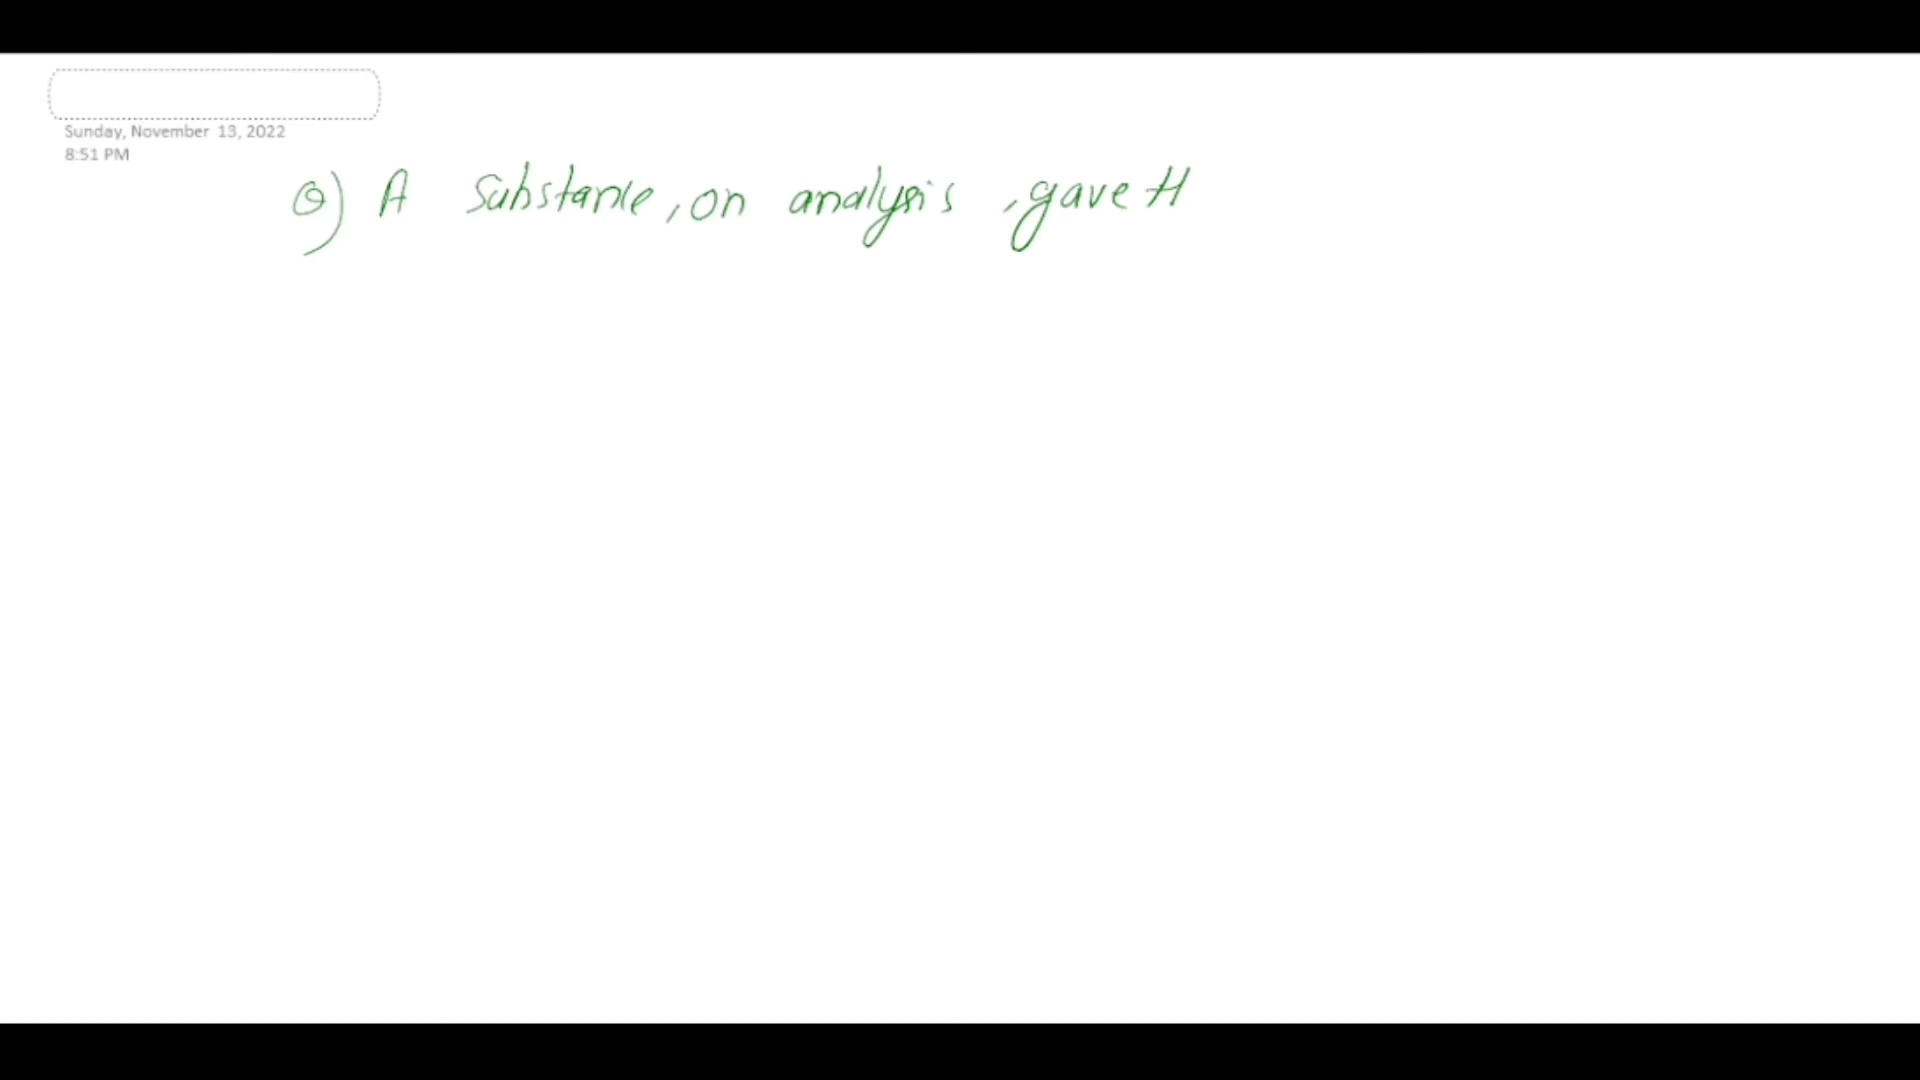 Sunday, November 13, 2022
8:51 PM
Q) A Substance, on analysis, gave H